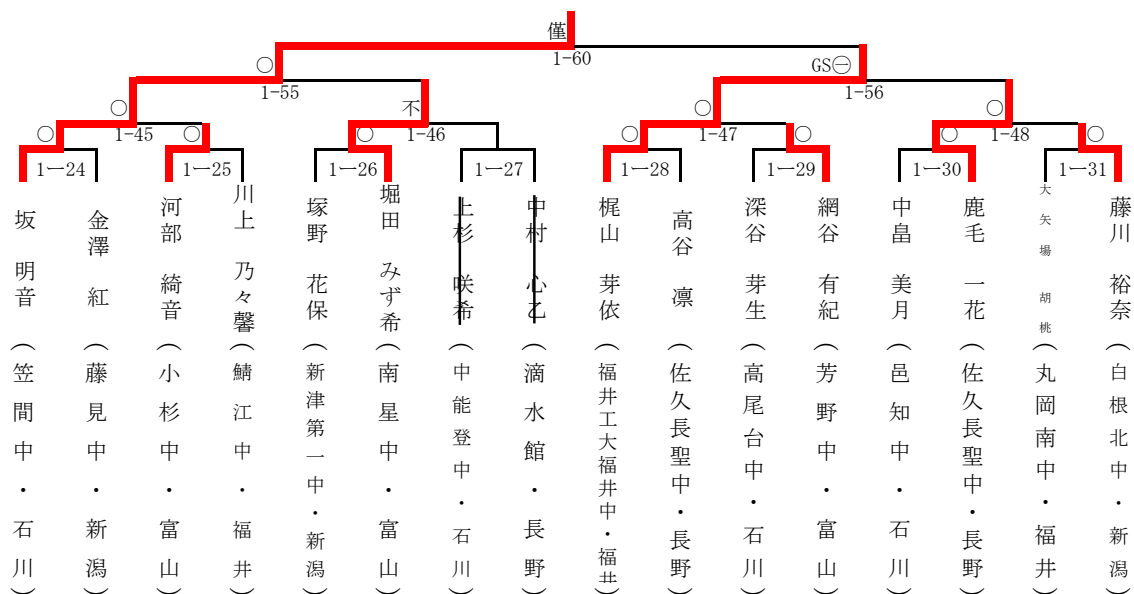 僅
1-60
○
GS㊀
1-55
1-56
○
不
○
○
1-45
1-46
1-47
1-48
○
○
○
○
○
○
○
1一24
1一25
1一26
1一27
1一28
1一29
1一30
1一31
坂 明音 (笠間中・石川)
金澤 紅 (藤見中・新潟)
河部 綺音 (小杉中・富山)
川上 乃々馨 (鯖江中・福井)
塚野 花保 (新津第一中・新潟)
堀田 みず希 (南星中・富山)
上杉 咲希 (中能登中・石川)
中村 心乙 (滴水館・長野)
梶山 芽依 (福井工大福井中・福井)
高谷 凛 (佐久長聖中・長野)
深谷 芽生 (高尾台中・石川)
網谷 有紀 (芳野中・富山)
中畠 美月 (邑知中・石川)
鹿毛 一花 (佐久長聖中・長野)
大矢場 胡桃 (丸岡南中・福井)
藤川 裕奈 (白根北中・新潟)